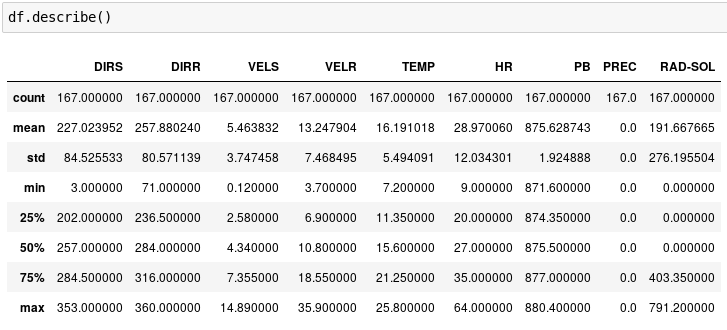 df.describe()
DIRS DIRR VELS VELR TEMP HR PB PREC RAD-SOL
count 167.000000 167.000000 167.000000 167.000000 167.000000 167.000000 167.000000 167.0 167.000000
mean 227.023952 257.880240 5.463832 13.247904 16.191018 28.970060 875.628743 0.0 191.667665
std 84.525533 80.571139 3.747458 7.468495 5.494091 12.034301 1.924888 0.0 276.195504
min 3.000000 71.000000 0.120000 3.700000 7.200000 9.000000 871.600000 0.0 0.000000
25% 202.000000 236.500000 2.580000 6.900000 11.350000 20.000000 874.350000 0.0 0.000000
50% 257.000000 284.000000 4.340000 10.800000 15.600000 27.000000 875.500000 0.0 0.000000
75% 284.500000 316.000000 7.355000 18.550000 21.250000 35.000000 877.000000 0.0 403.350000
max 353.000000 360.000000 14.890000 35.900000 25.800000 64.000000 880.400000 0.0 791.200000